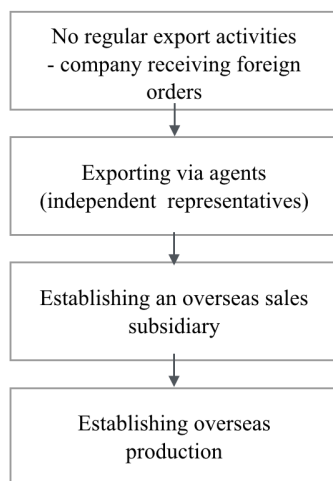 No regular export activities
- company receiving foreign
orders
Exporting via agents
(independent representatives)
Establishing an overseas sales
subsidiary
Establishing overseas
production